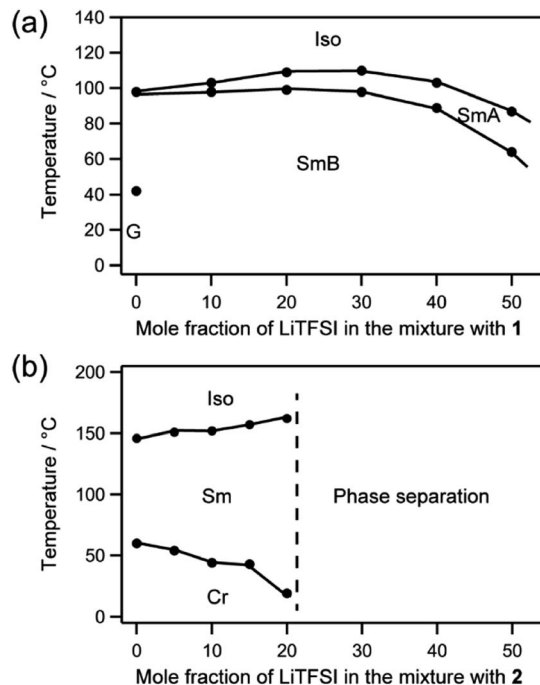 (a)
140
120
100
80
60
40
20
0
Temperature / °C
Iso
SmA
SmB
G
0 10 20 30 40 50
Mole fraction of LiTFSI in the mixture with 1
(b)
200
150
100
50
0
Temperature / °C
Iso
Sm
Phase separation
Cr
0 10 20 30 40 50
Mole fraction of LiTFSI in the mixture with 2